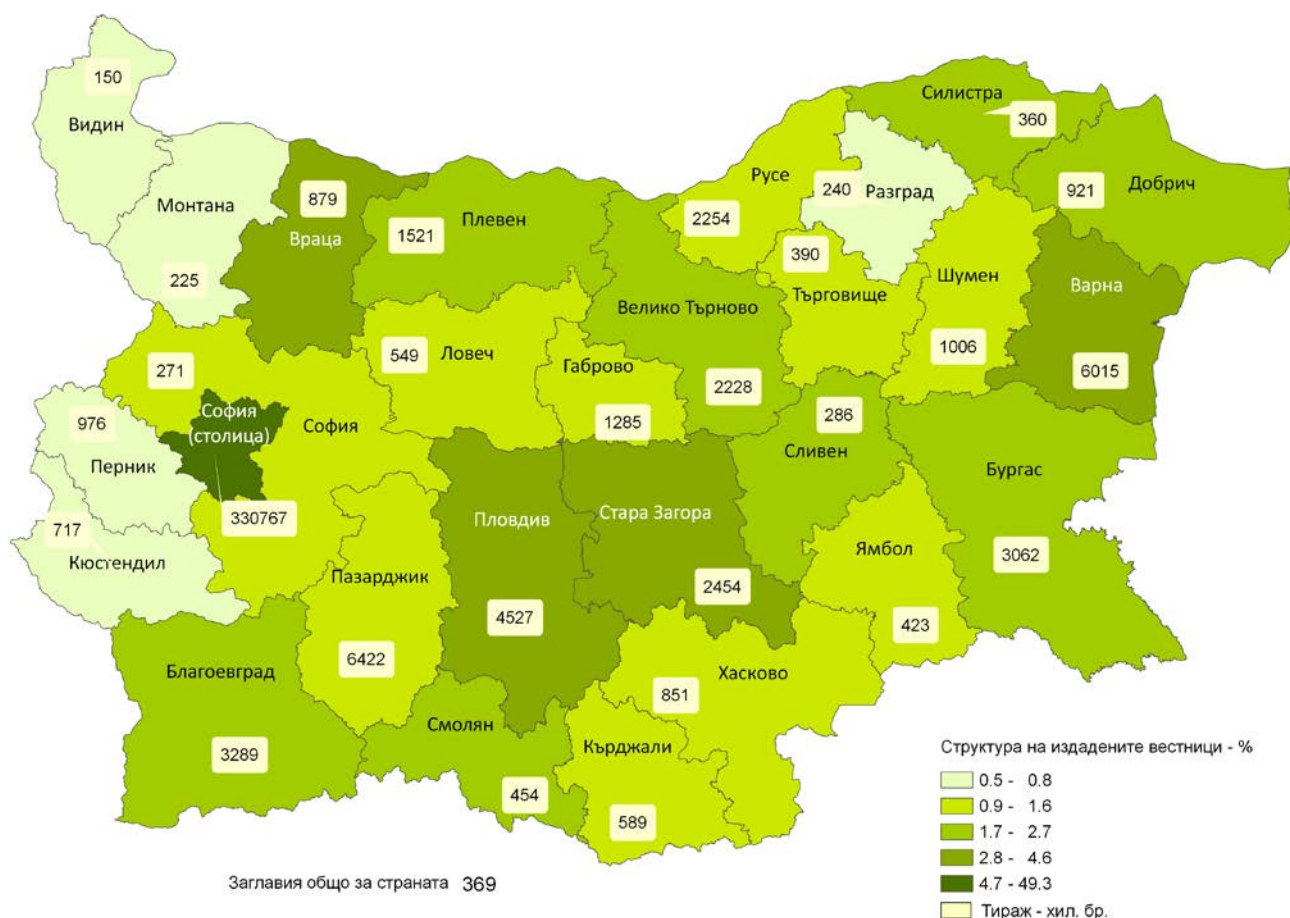 150
Видин
Монтана
225
879
Враца
1521
Плевен
Русе
2254
240
Разград
Силистра
360
921
Добрич
390
Търговище
Шумен
1006
Варна
6015
Велико Търново
2228
549
Ловеч
Габрово
1285
271
София
(столица)
София
330767
976
Перник
717
Кюстендил
286
Сливен
Бургас
3062
Пловдив
4527
Стара Загора
2454
Ямбол
423
Пазарджик
6422
Благоевград
3289
Смолян
454
851
Хасково
Кърджали
589
Структура на издадените вестници - %
0.5 - 0.8
0.9 - 1.6
1.7 - 2.7
2.8 - 4.6
4.7 - 49.3
Тираж - хил. бр.
Заглавия общо за страната 369